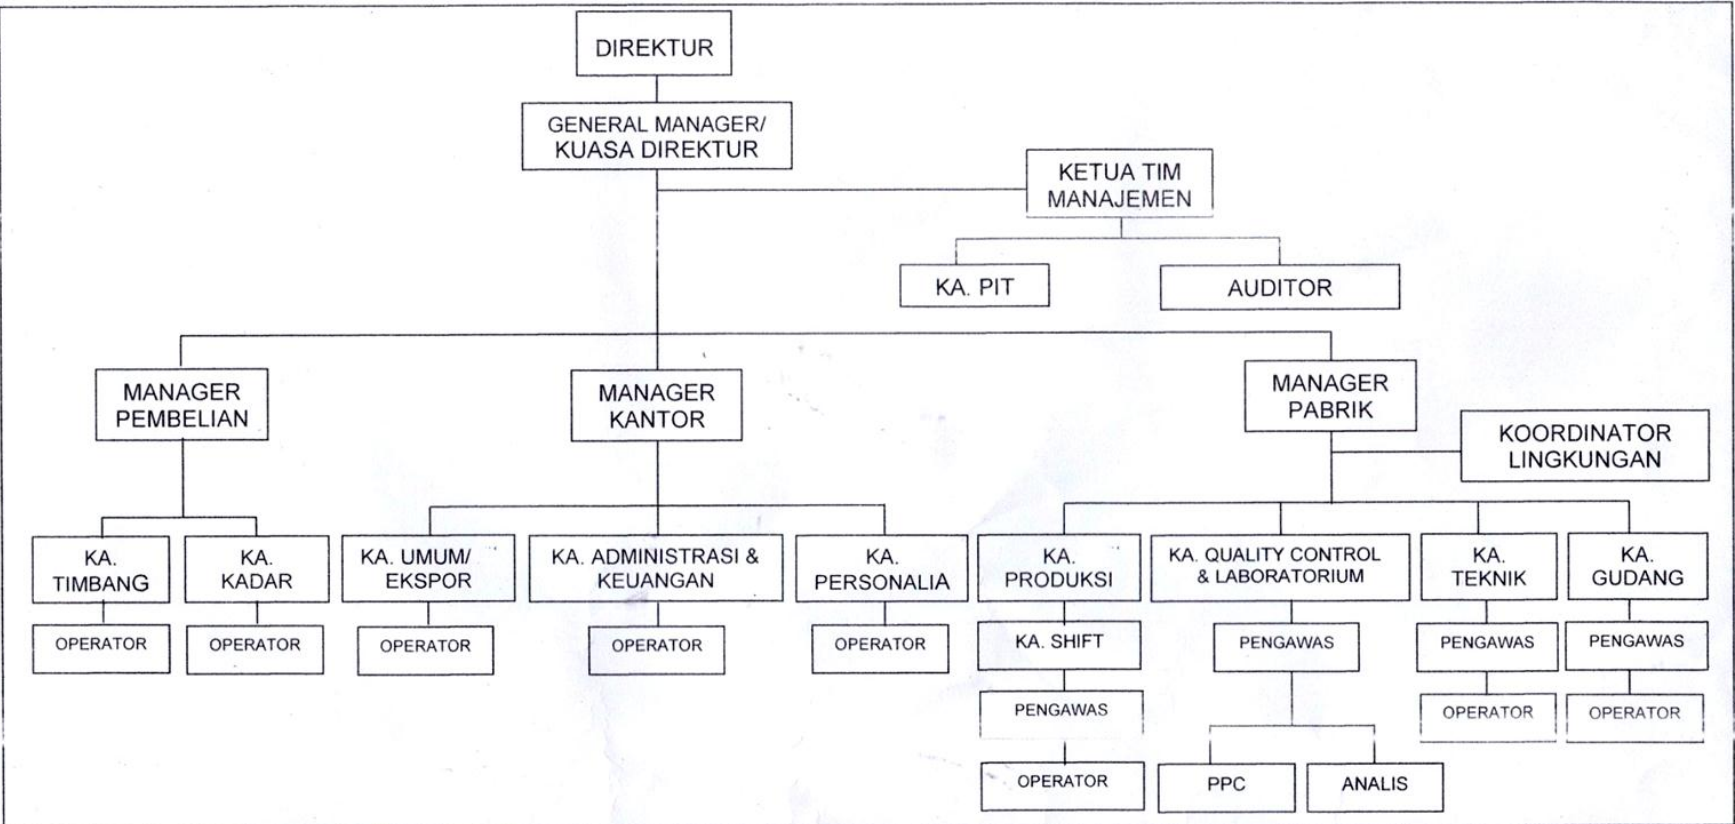 DIREKTUR
GENERAL MANAGER/
KUASA DIREKTUR
KETUA TIM
MANAJEMEN
KA. PIT
AUDITOR
MANAGER
PEMBELIAN
MANAGER
KANTOR
MANAGER
PABRIK
KOORDINATOR
LINGKUNGAN
KA.
TIMBANG
KA.
KADAR
KA. UMUM/
EKSPOR
KA. ADMINISTRASI &
KEUANGAN
KA.
PERSONALIA
KA.
PRODUKSI
KA. QUALITY CONTROL
& LABORATORIUM
KA.
TEKNIK
KA.
GUDANG
OPERATOR
OPERATOR
OPERATOR
OPERATOR
OPERATOR
KA. SHIFT
PENGAWAS
PENGAWAS
PENGAWAS
PENGAWAS
OPERATOR
OPERATOR
OPERATOR
PPC
ANALIS